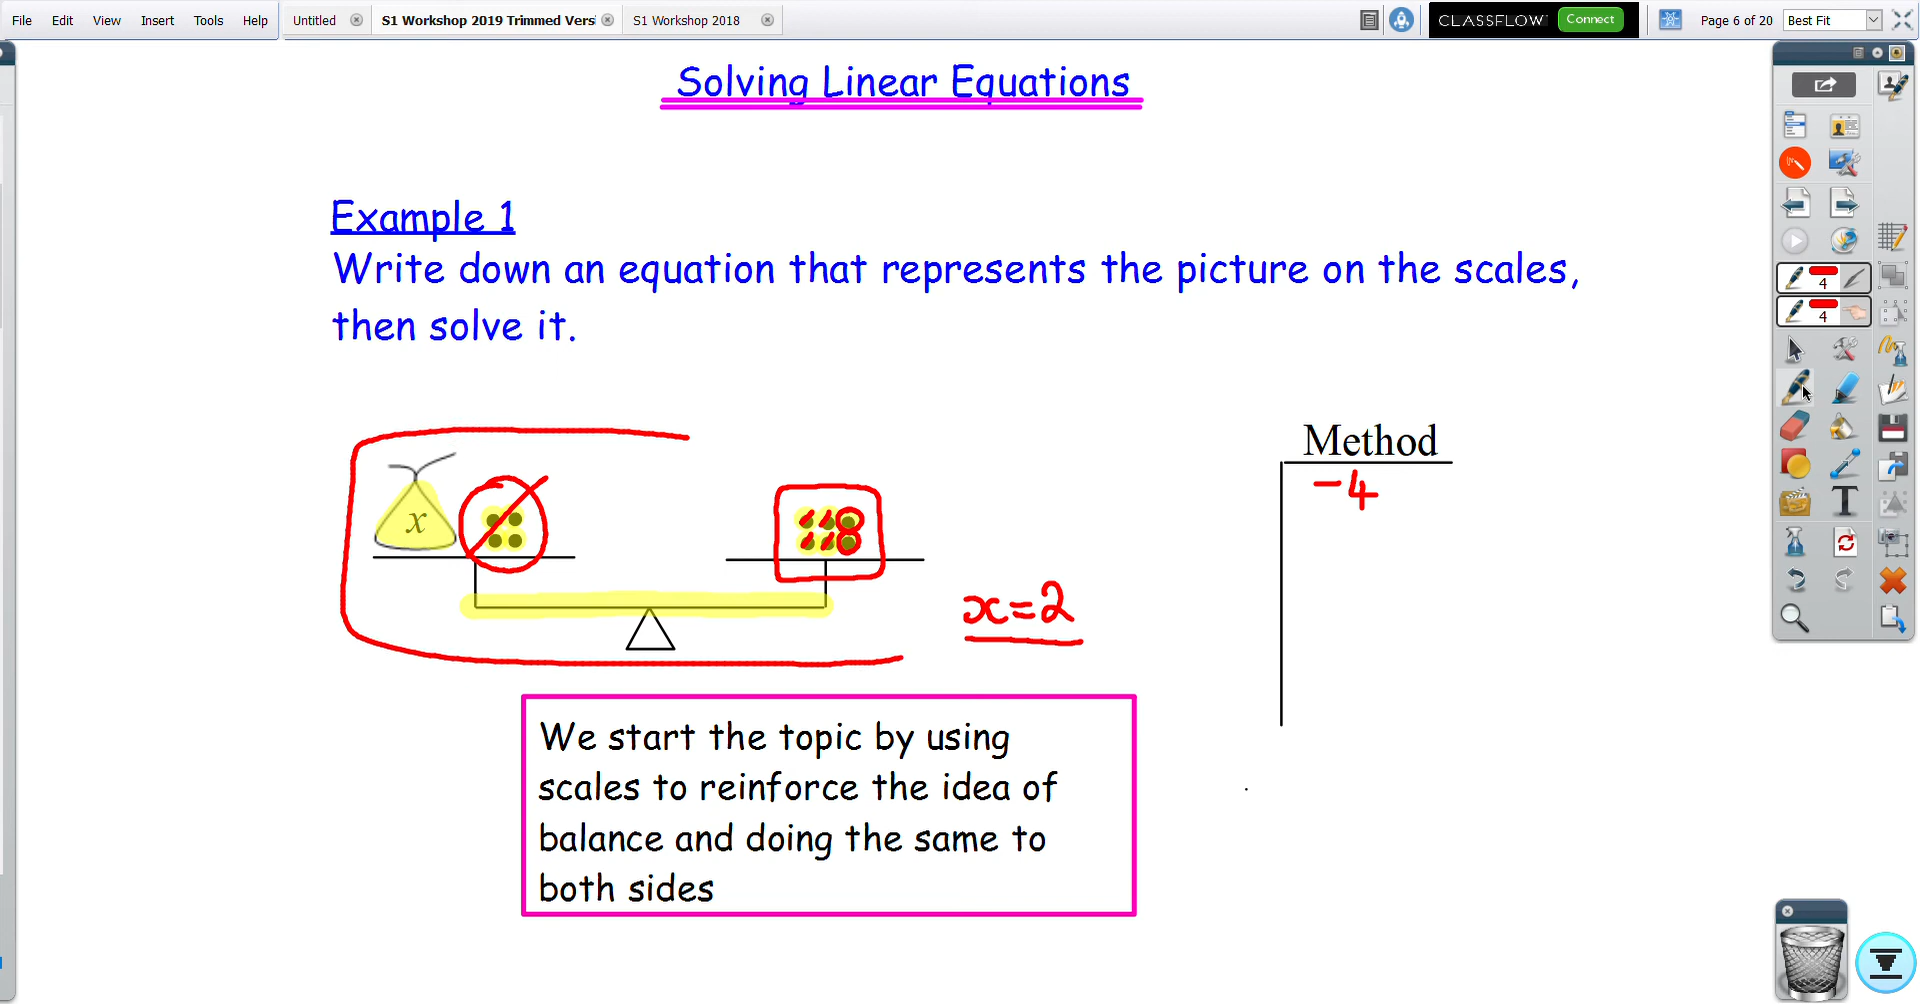 File Edit View Insert Tools Help Untitled S1 Workshop 2019 Trimmed Versi S1 Workshop 2018 CLASSFLOW Connect Page 6 of 20 Best Fit
Solving Linear Equations
Example 1
Write down an equation that represents the picture on the scales,
then solve it.
4
4
Method
-4
x
x=2
T
We start the topic by using
scales to reinforce the idea of
balance and doing the same to
both sides